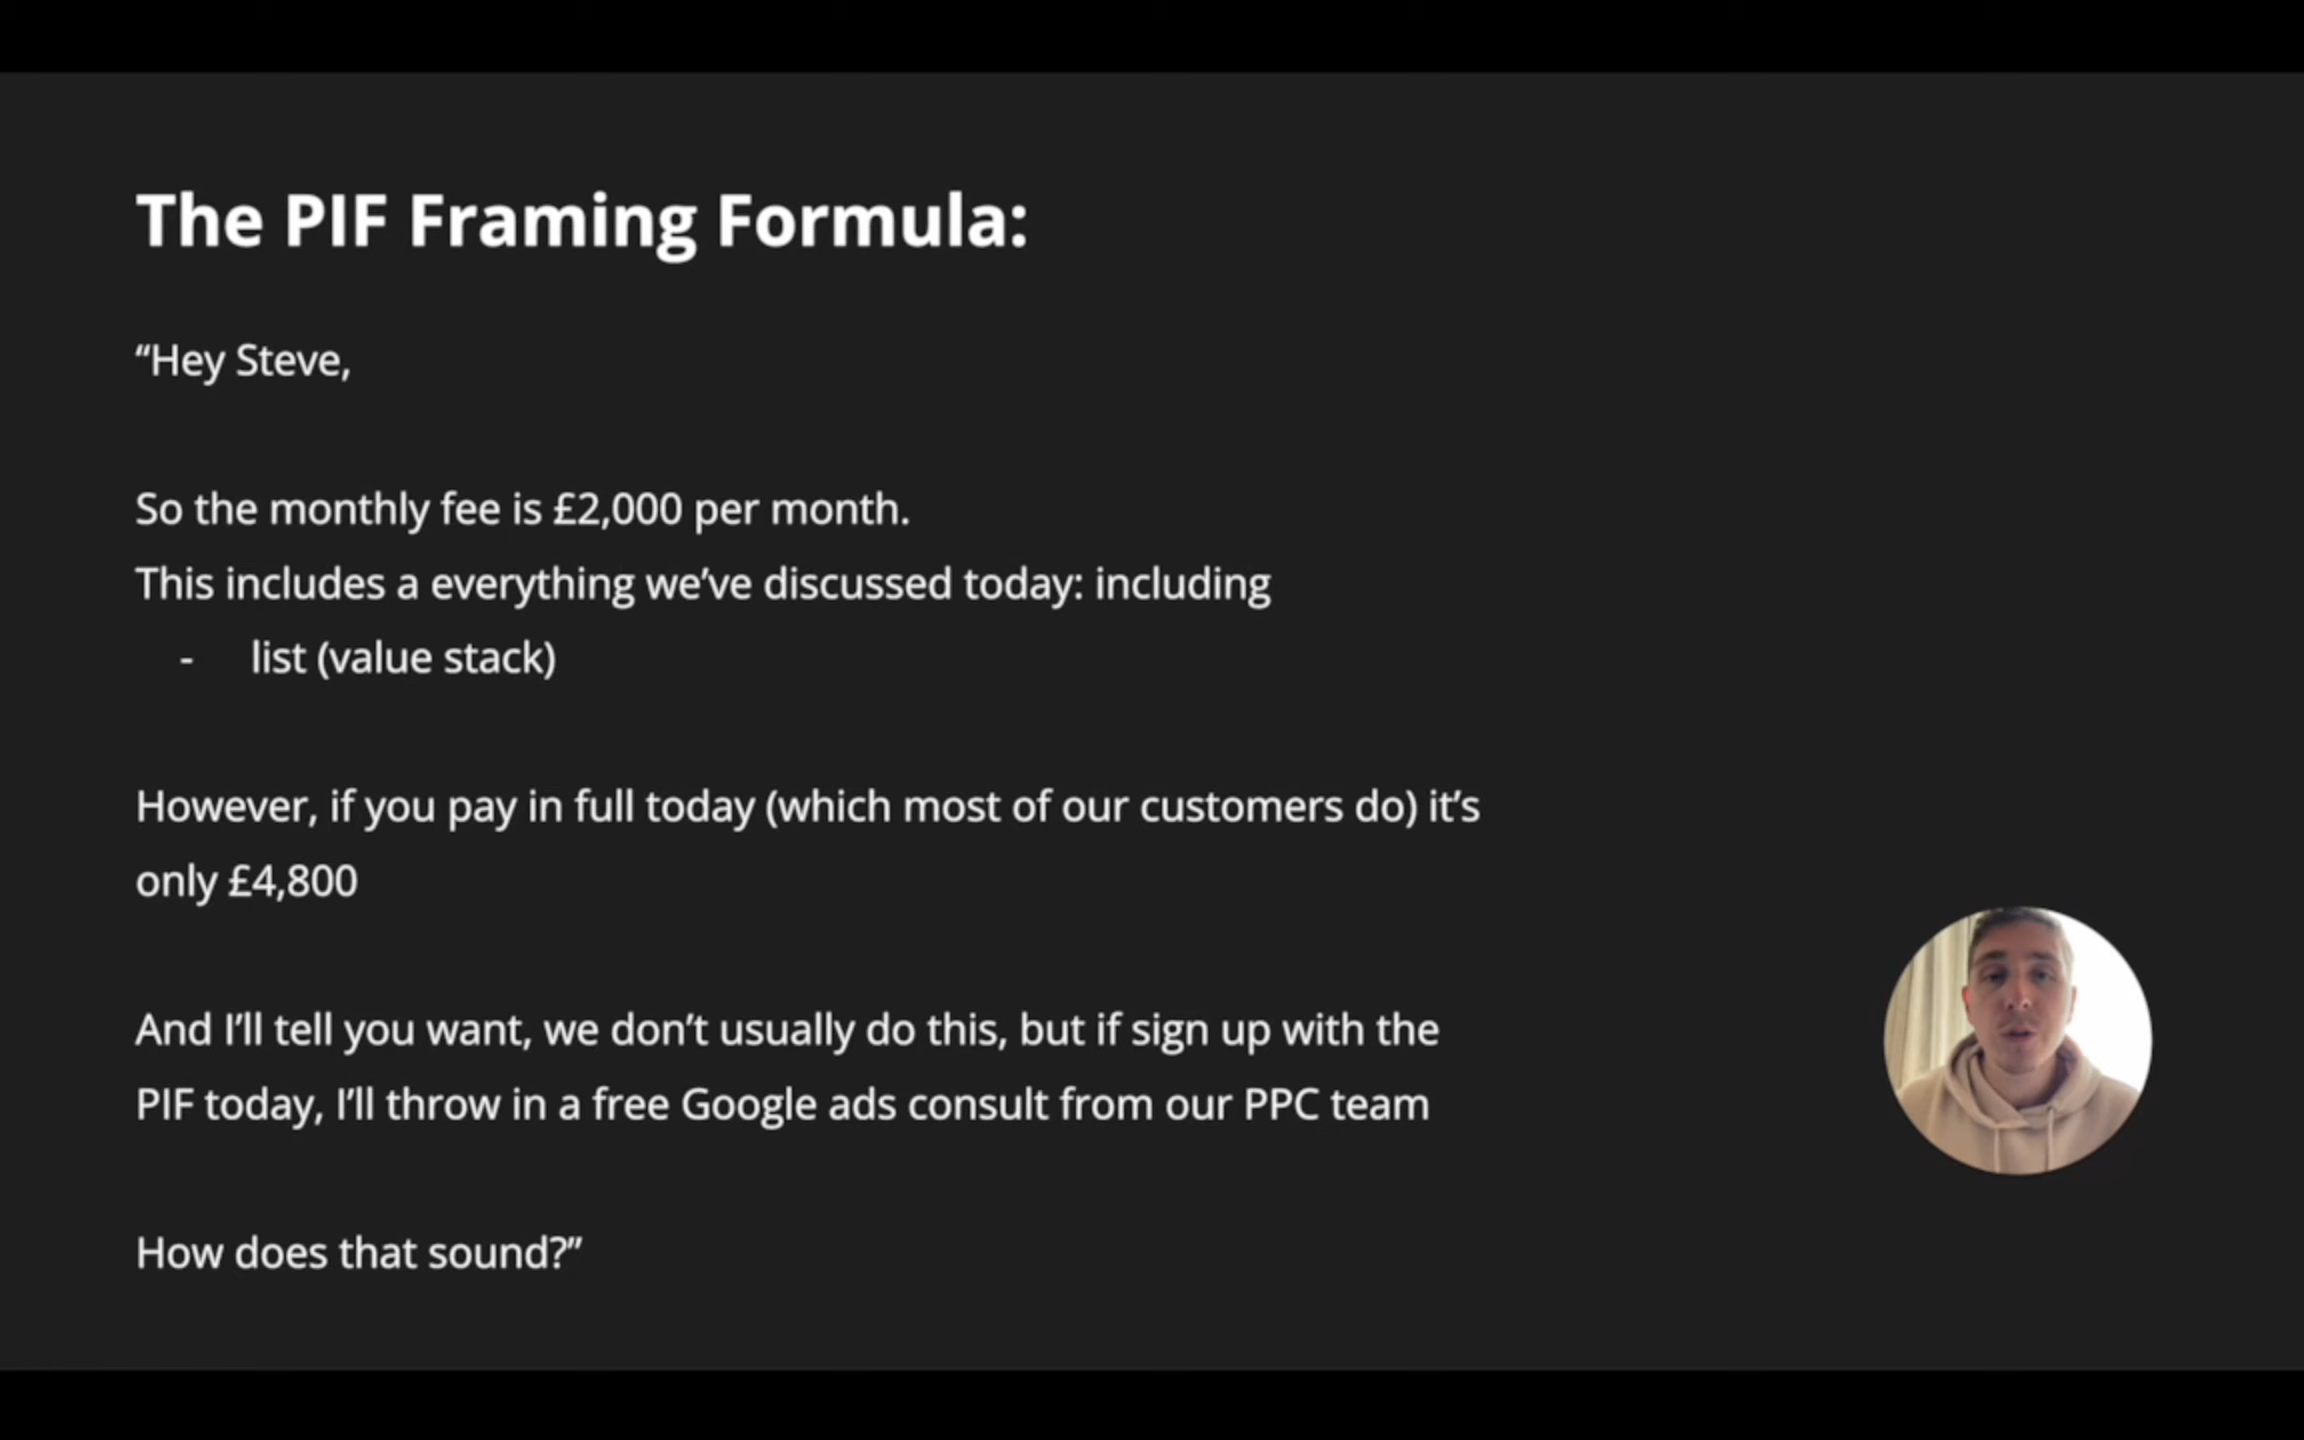 The PIF Framing Formula:
“Hey Steve,
So the monthly fee is £2,000 per month.
This includes a everything we’ve discussed today: including
- list (value stack)
However, if you pay in full today (which most of our customers do) it’s
only £4,800
And I’ll tell you want, we don’t usually do this, but if sign up with the
PIF today, I’ll throw in a free Google ads consult from our PPC team
How does that sound?”